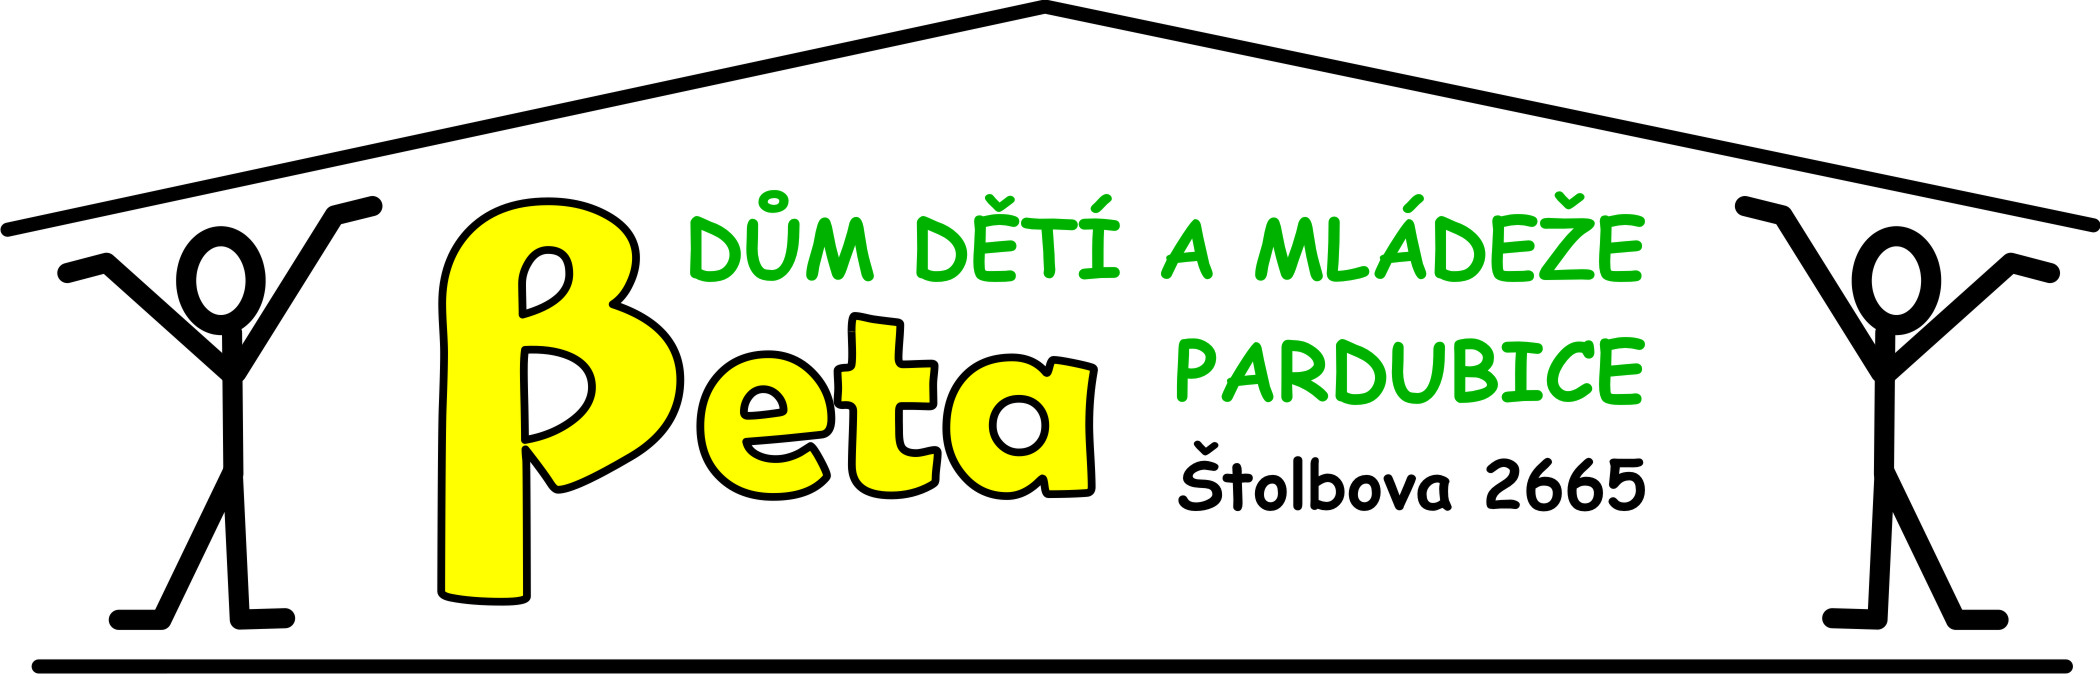 DŮM DĚTÍ A MLÁDEŽE
βeta
PARDUBICE
Štolbova 2665